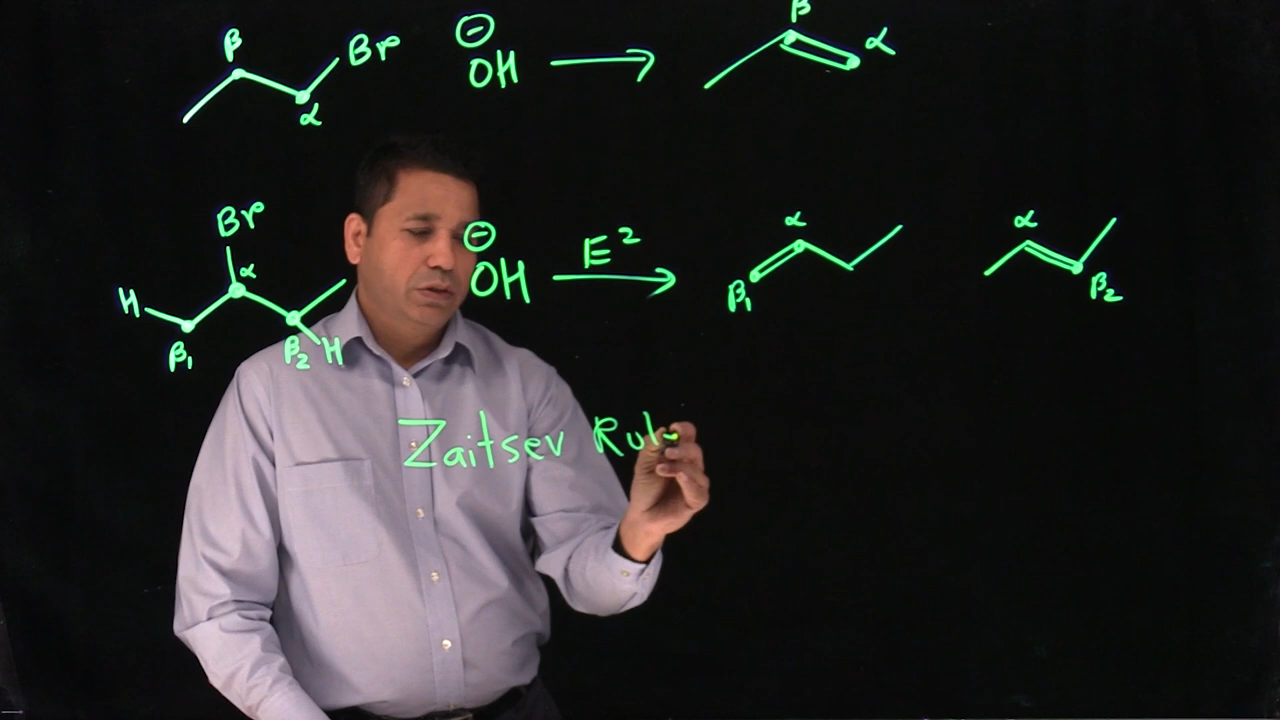 β Br ⊖ OH → β α
α
Br α ⊖ OH E² → α α
H β₁ β₂ H β₁ β₂
Zaitsev Rul